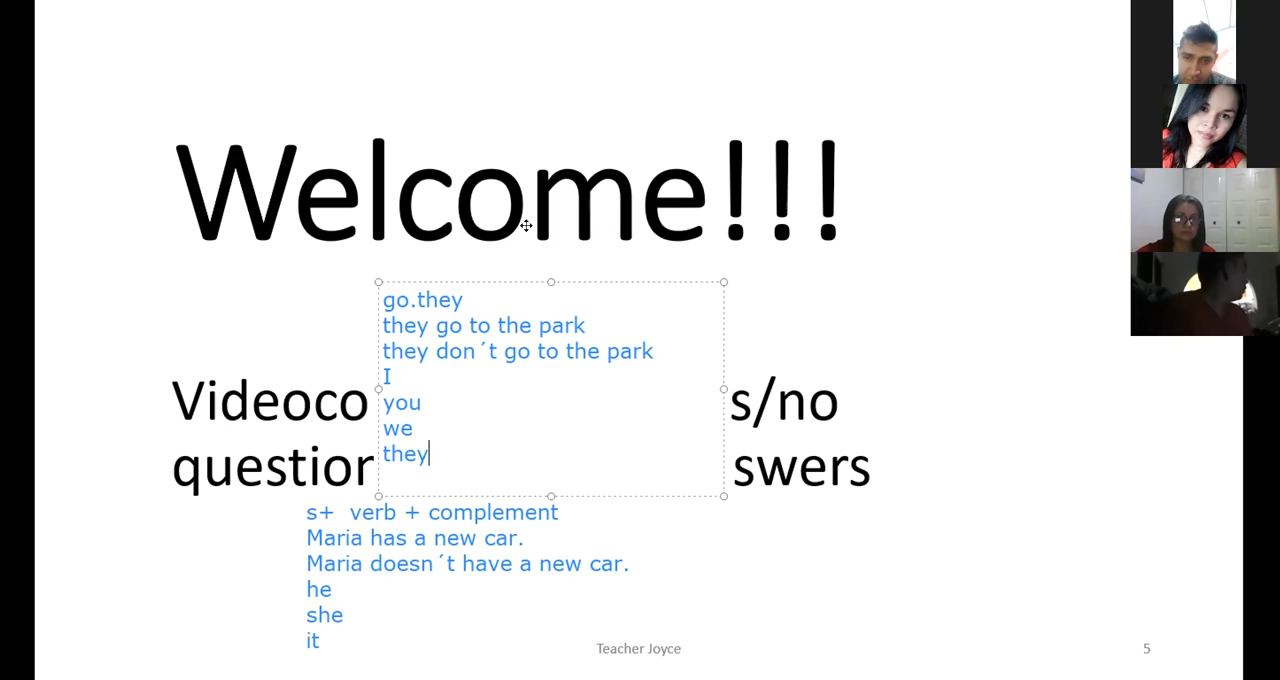 Welcome!!!
go.they
they go to the park
they don´t go to the park
I
you
we
they
Videoco s/no
question swers
s+ verb + complement
Maria has a new car.
Maria doesn´t have a new car.
he
she
it
Teacher Joyce 5